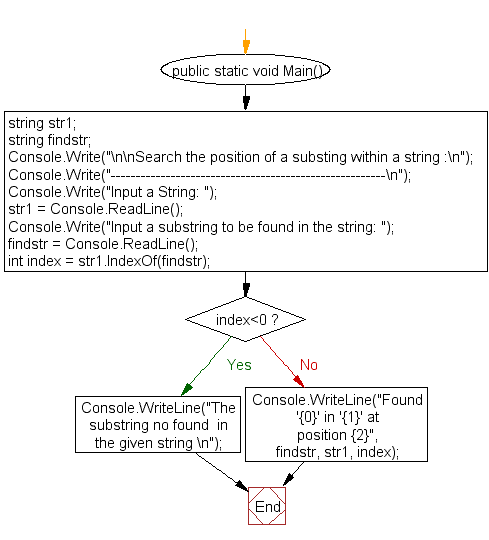 public static void Main()
string str1;
string findstr;
Console.Write("\n\nSearch the position of a substing within a string :\n");
Console.Write("-------------------------------------------------------\n");
Console.Write("Input a String: ");
str1 = Console.ReadLine();
Console.Write("Input a substring to be found in the string: ");
findstr = Console.ReadLine();
int index = str1.IndexOf(findstr);
index<0 ?
Yes
No
Console.WriteLine("The
substring no found  in
the given string \n");
Console.WriteLine("Found
'{0}' in '{1}' at
position {2}",
findstr, str1, index);
End